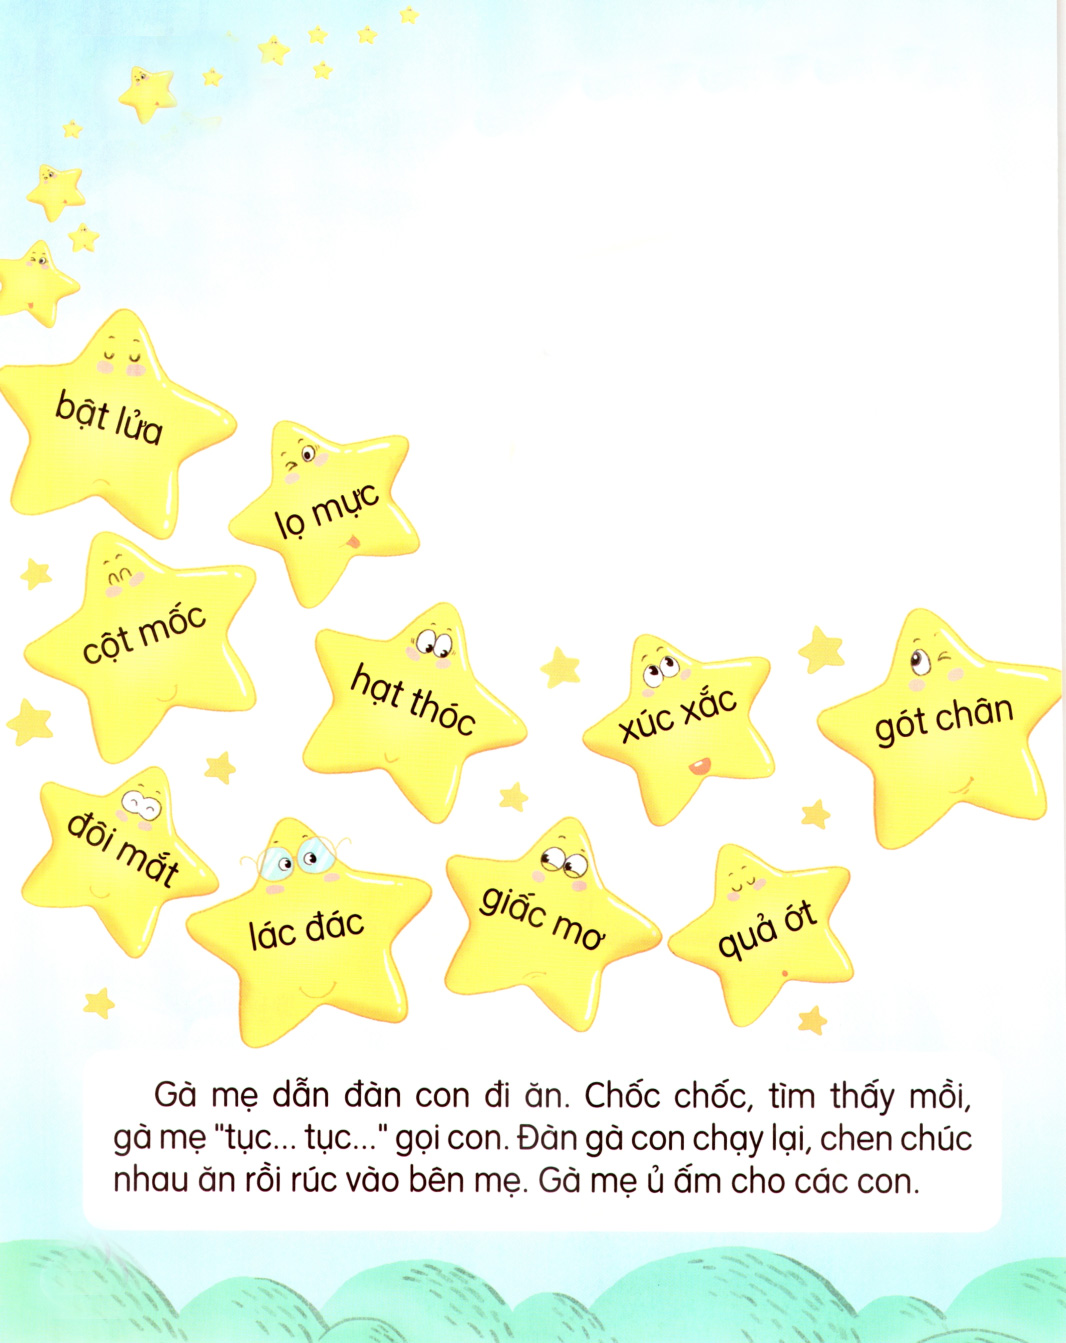 bật lửa
lọ mực
cột mốc
hạt thóc
xúc xắc
gót chân
đôi mắt
lác đác
giấc mơ
quả ớt
Gà mẹ dẫn đàn con đi ăn. Chốc chốc, tìm thấy mồi,
gà mẹ "tục... tục..." gọi con. Đàn gà con chạy lại, chen chúc
nhau ăn rồi rúc vào bên mẹ. Gà mẹ ủ ấm cho các con.